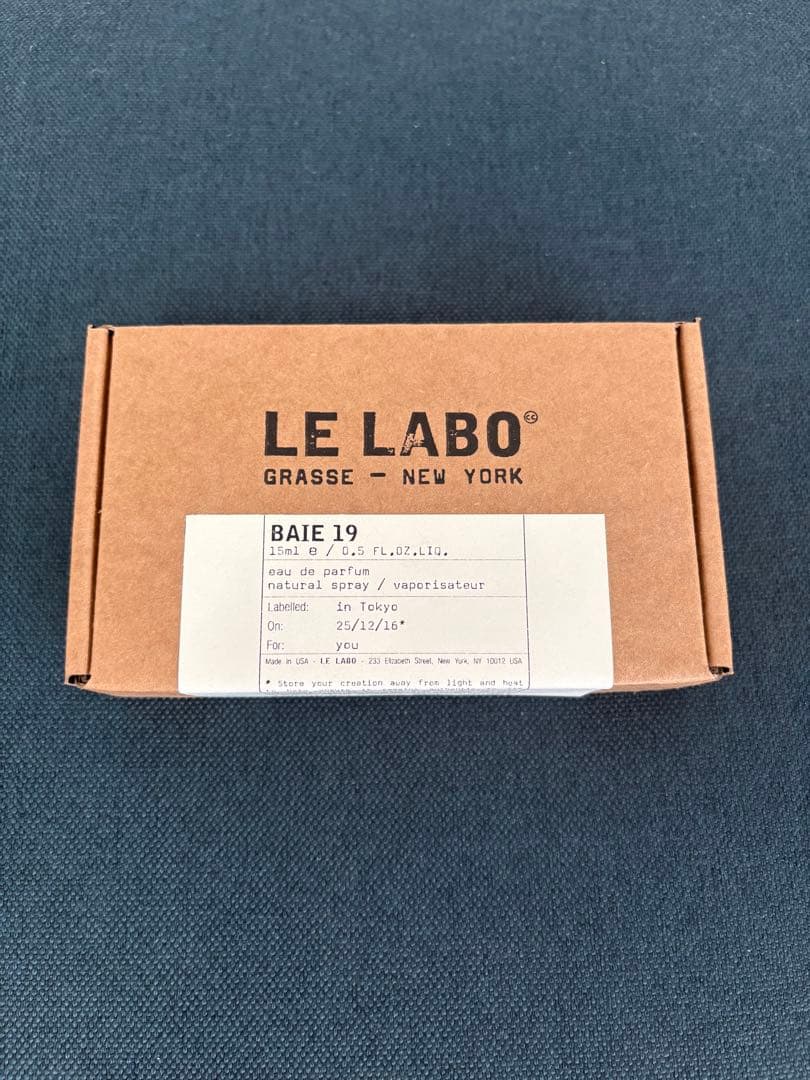 LE LABO
GRASSE — NEW YORK
BAIE 19
15ml e / 0.5 FL.OZ.LIQ.
eau de parfum
natural spray / vaporisateur
Labelled: in Tokyo
On: 25/12/16*
For: you
Made in USA - LE LABO - 233 Elizabeth Street, New York, NY 10012 USA
* Store your creation away from light and heat